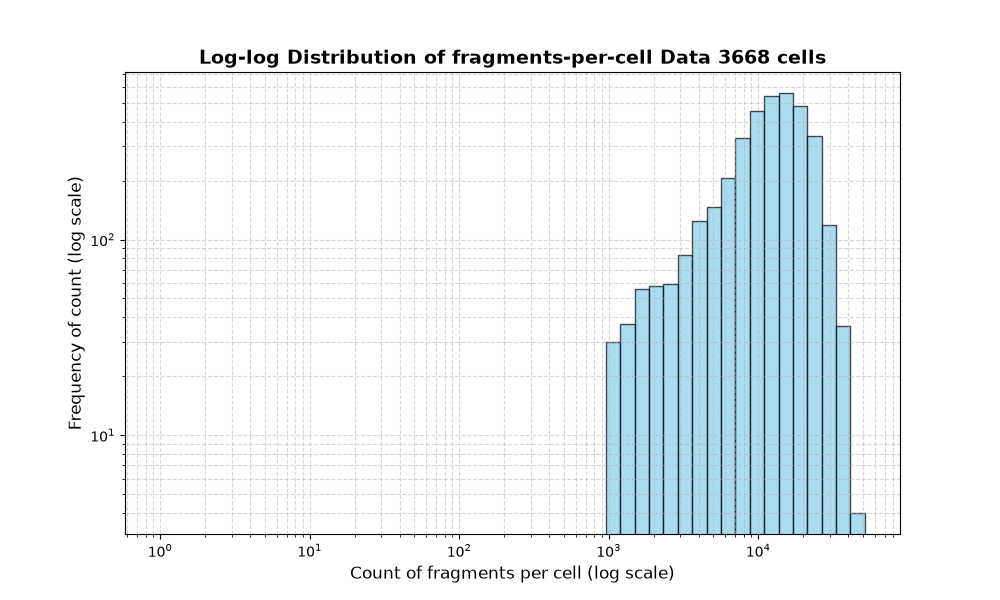 Log-log Distribution of fragments-per-cell Data 3668 cells
Frequency of count (log scale)
10²
10¹
10⁰ 10¹ 10² 10³ 10⁴
Count of fragments per cell (log scale)